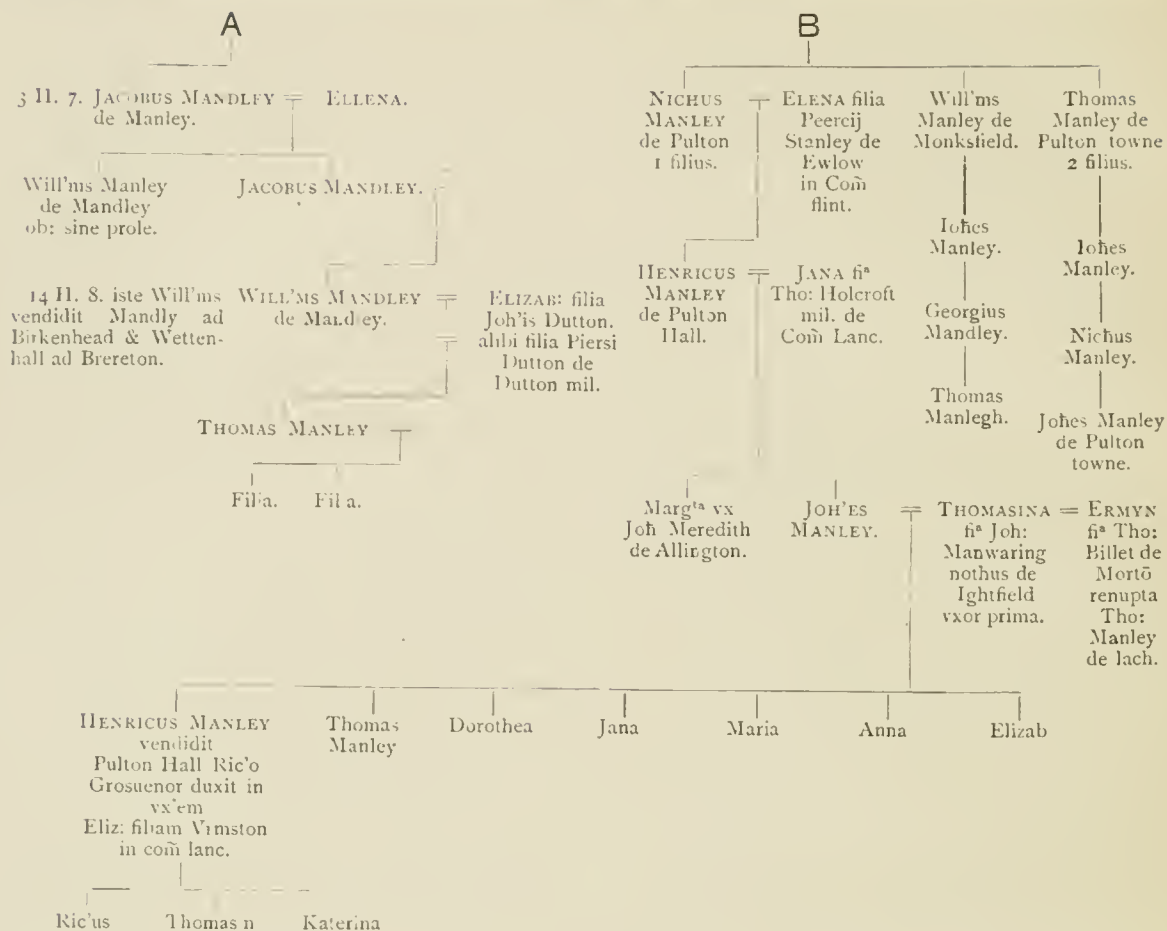 A
B
3 H. 7. JACOBUS MANDLEY = ELLENA.
de Manley.
Will'ms Manley
de Mandley
ob: sine prole.
JACOBUS MANDLEY. =
14 H. 8. iste Will'ms
vendidit Mandly ad
Birkenhead & Wetten-
hall ad Brereton.
WILL'MS MANDLEY =
de Mandley.
ELIZAB: filia
Joh'is Dutton.
alibi filia Piersi
Dutton de
Dutton mil.
THOMAS MANLEY =
Filia. Filia.
NICHUS
MANLEY
de Pulton
1 filius.
ELENA filia
Peercij
Stanley de
Ewlow
in Com̃
flint.
Will'ms
Manley de
Monksfield.
Thomas
Manley de
Pulton towne
2 filius.
HENRICUS =
MANLEY
de Pulton
Hall.
JANA fiᵃ
Tho: Holcroft
mil. de
Com̃ Lanc.
Ioħes
Manley.
Georgius
Mandley.
Thomas
Manlegh.
Ioħes
Manley.
Nicħus
Manley.
Joħes Manley
de Pulton
towne.
Margᵗᵃ vx
Joħ Meredith
de Allington.
JOH'ES =
MANLEY.
THOMASINA =
fiᵃ Joh:
Manwaring
nothus de
Ightfield
vxor prima.
ERMYN
fiᵃ Tho:
Billet de
Mortō
renupta
Tho:
Manley
de lach.
HENRICUS MANLEY
vendidit
Pulton Hall Ric'o
Grosuenor duxit in
vx'em
Eliz: filiam Vrmston
in com̃ lanc.
Thomas
Manley
Dorothea
Jana
Maria
Anna
Elizab
Ric'us Thomasin Katerina